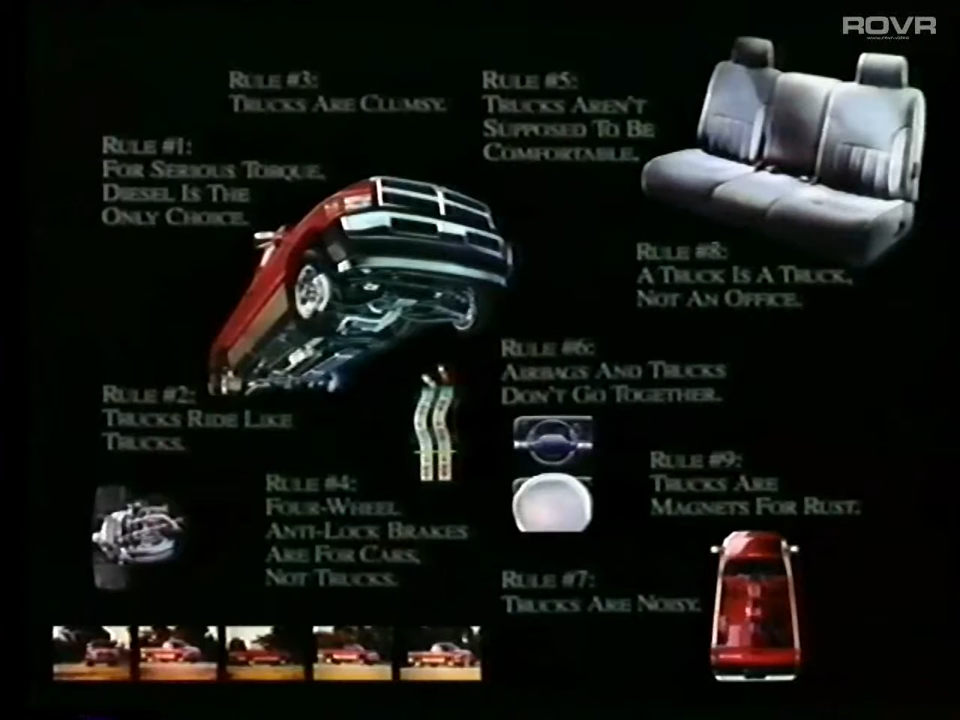 ROVR
RULE #3:
TRUCKS ARE CLUMSY.
RULE #5:
TRUCKS AREN'T
SUPPOSED TO BE
COMFORTABLE.
RULE #1:
FOR SERIOUS TORQUE,
DIESEL IS THE
ONLY CHOICE.
RULE #8:
A TRUCK IS A TRUCK,
NOT AN OFFICE.
RULE #6:
AIRBAGS AND TRUCKS
DON'T GO TOGETHER.
RULE #2:
TRUCKS RIDE LIKE
TRUCKS.
RULE #9:
TRUCKS ARE
MAGNETS FOR RUST.
RULE #4:
FOUR-WHEEL
ANTI-LOCK BRAKES
ARE FOR CARS,
NOT TRUCKS.
RULE #7:
TRUCKS ARE NOISY.